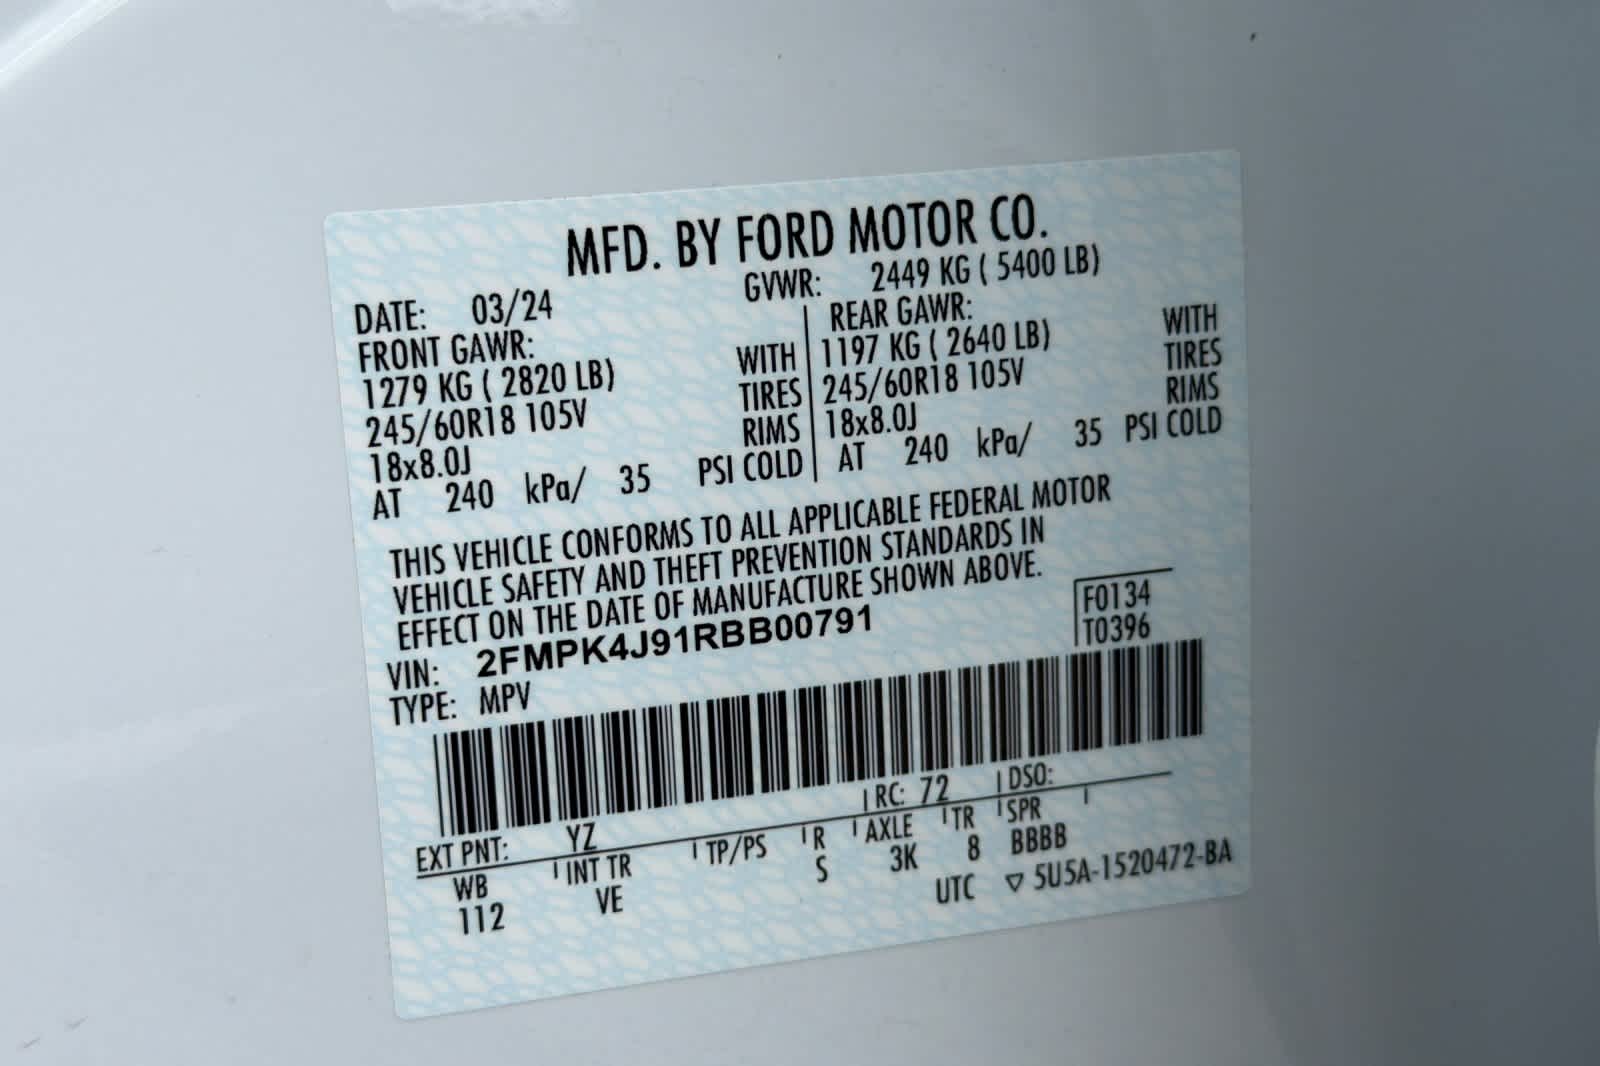 MFD. BY FORD MOTOR CO.
DATE: 03/24 GVWR: 2449 KG ( 5400 LB)
FRONT GAWR: REAR GAWR:
1279 KG ( 2820 LB) WITH 1197 KG ( 2640 LB) WITH
245/60R18 105V TIRES 245/60R18 105V TIRES
18x8.0J RIMS 18x8.0J RIMS
AT 240 kPa/ 35 PSI COLD AT 240 kPa/ 35 PSI COLD
THIS VEHICLE CONFORMS TO ALL APPLICABLE FEDERAL MOTOR
VEHICLE SAFETY AND THEFT PREVENTION STANDARDS IN
EFFECT ON THE DATE OF MANUFACTURE SHOWN ABOVE.
F0134
T0396
VIN: 2FMPK4J91RBB00791
TYPE: MPV
EXT PNT: YZ RC: 72 DSO:
WB INT TR TP/PS R AXLE TR SPR
112 VE S 3K 8 BBBB
UTC ▽ 5U5A-1520472-BA